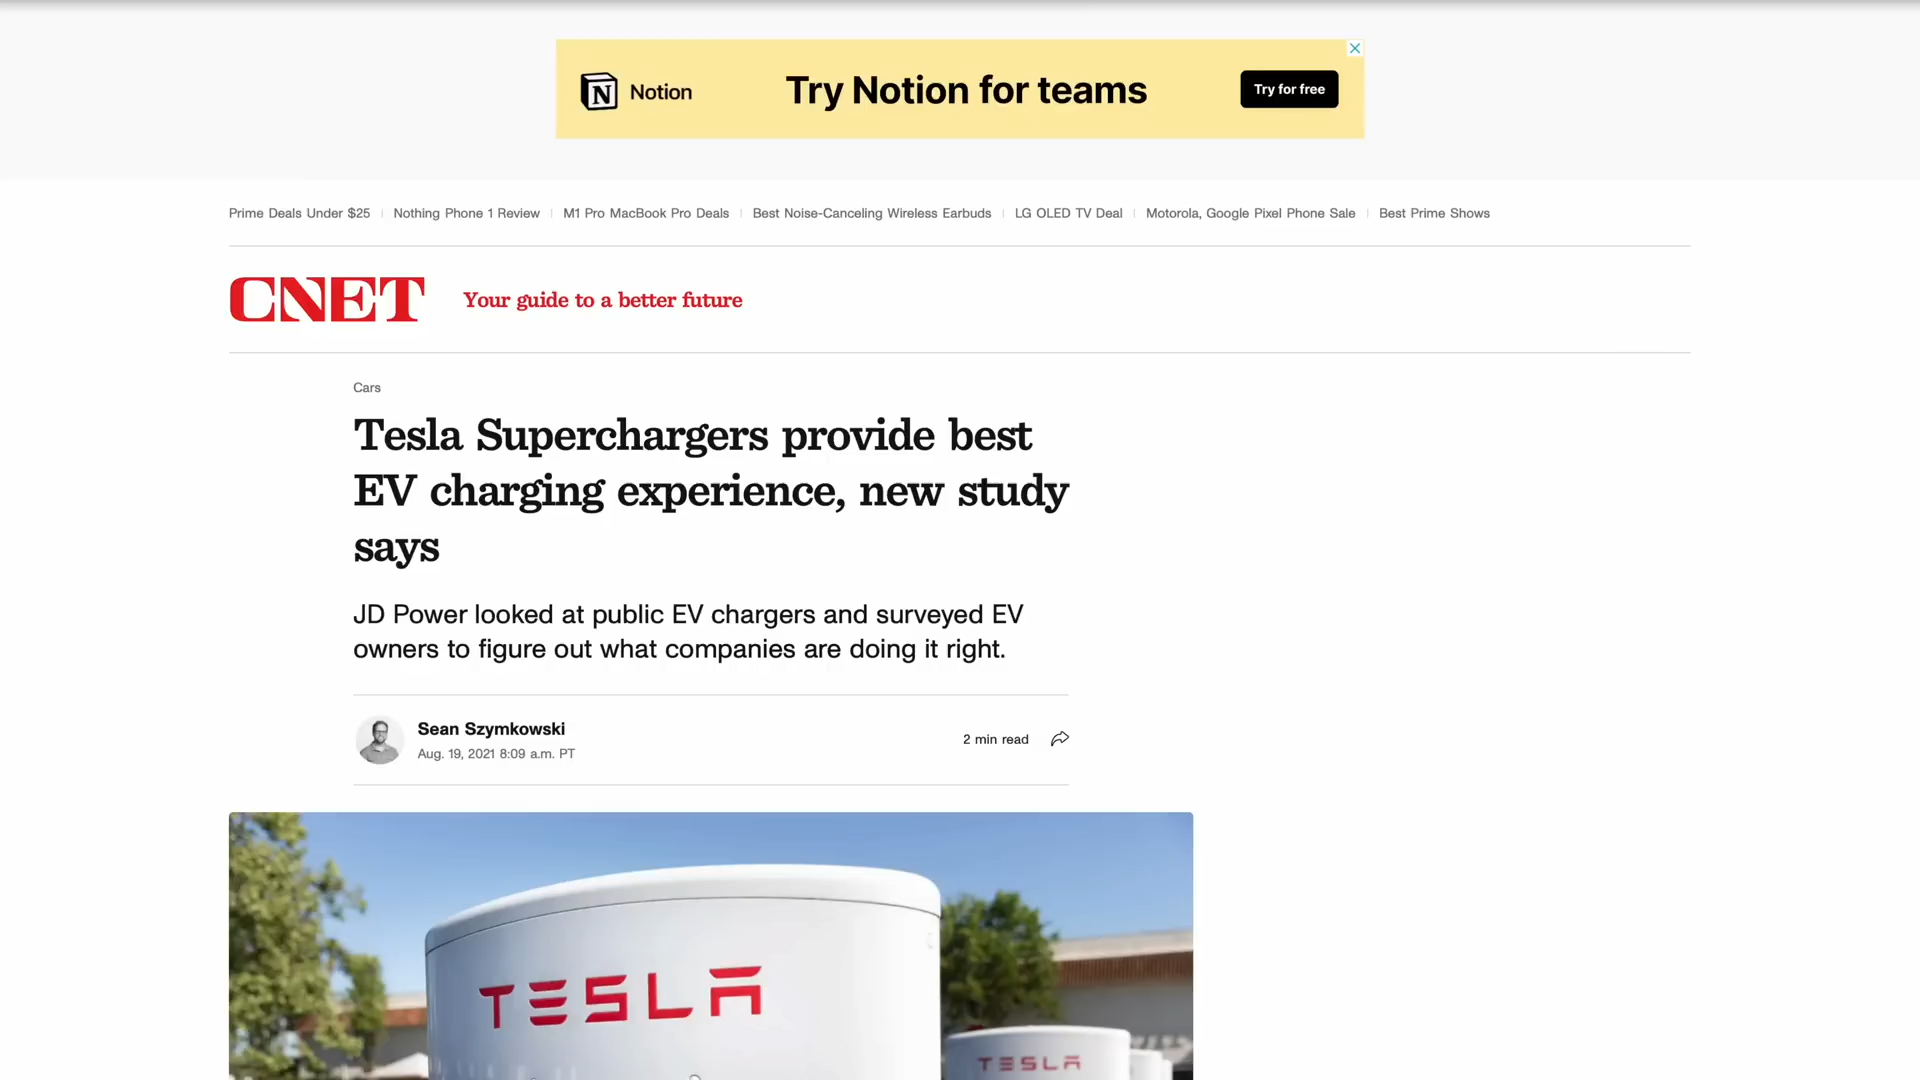 Notion
Try Notion for teams
Try for free
Prime Deals Under $25
Nothing Phone 1 Review
M1 Pro MacBook Pro Deals
Best Noise-Canceling Wireless Earbuds
LG OLED TV Deal
Motorola, Google Pixel Phone Sale
Best Prime Shows
CNET
Your guide to a better future
Cars
Tesla Superchargers provide best
EV charging experience, new study
says
JD Power looked at public EV chargers and surveyed EV
owners to figure out what companies are doing it right.
Sean Szymkowski
Aug. 19, 2021 8:09 a.m. PT
2 min read
TESLA
TESLA